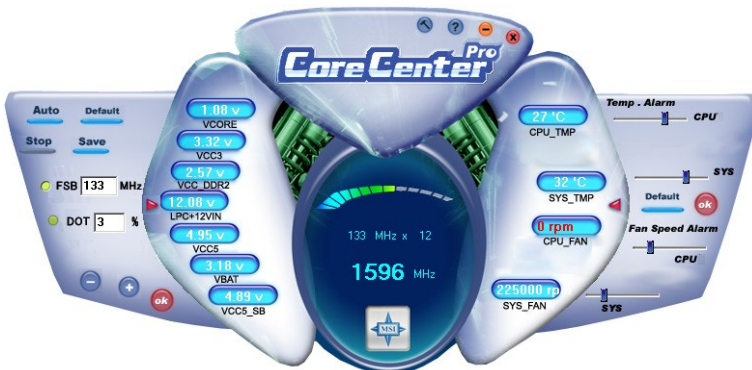 ?
Pro
CoreCenter
Auto Default
Stop Save
FSB 133 MHz
DOT 3 %
ok
1.08 v
VCORE
3.32 v
VCC3
2.57 v
VCC_DDR2
12.08 v
LPC+12VIN
4.95 v
VCC5
3.18 v
VBAT
4.89 v
VCC5_SB
133 MHz x 12
1596 MHz
MSI
27 °C
CPU_TMP
32 °C
SYS_TMP
0 rpm
CPU_FAN
225000 rp
SYS_FAN
Temp . Alarm
CPU
SYS
Default
ok
Fan Speed Alarm
CPU
SYS